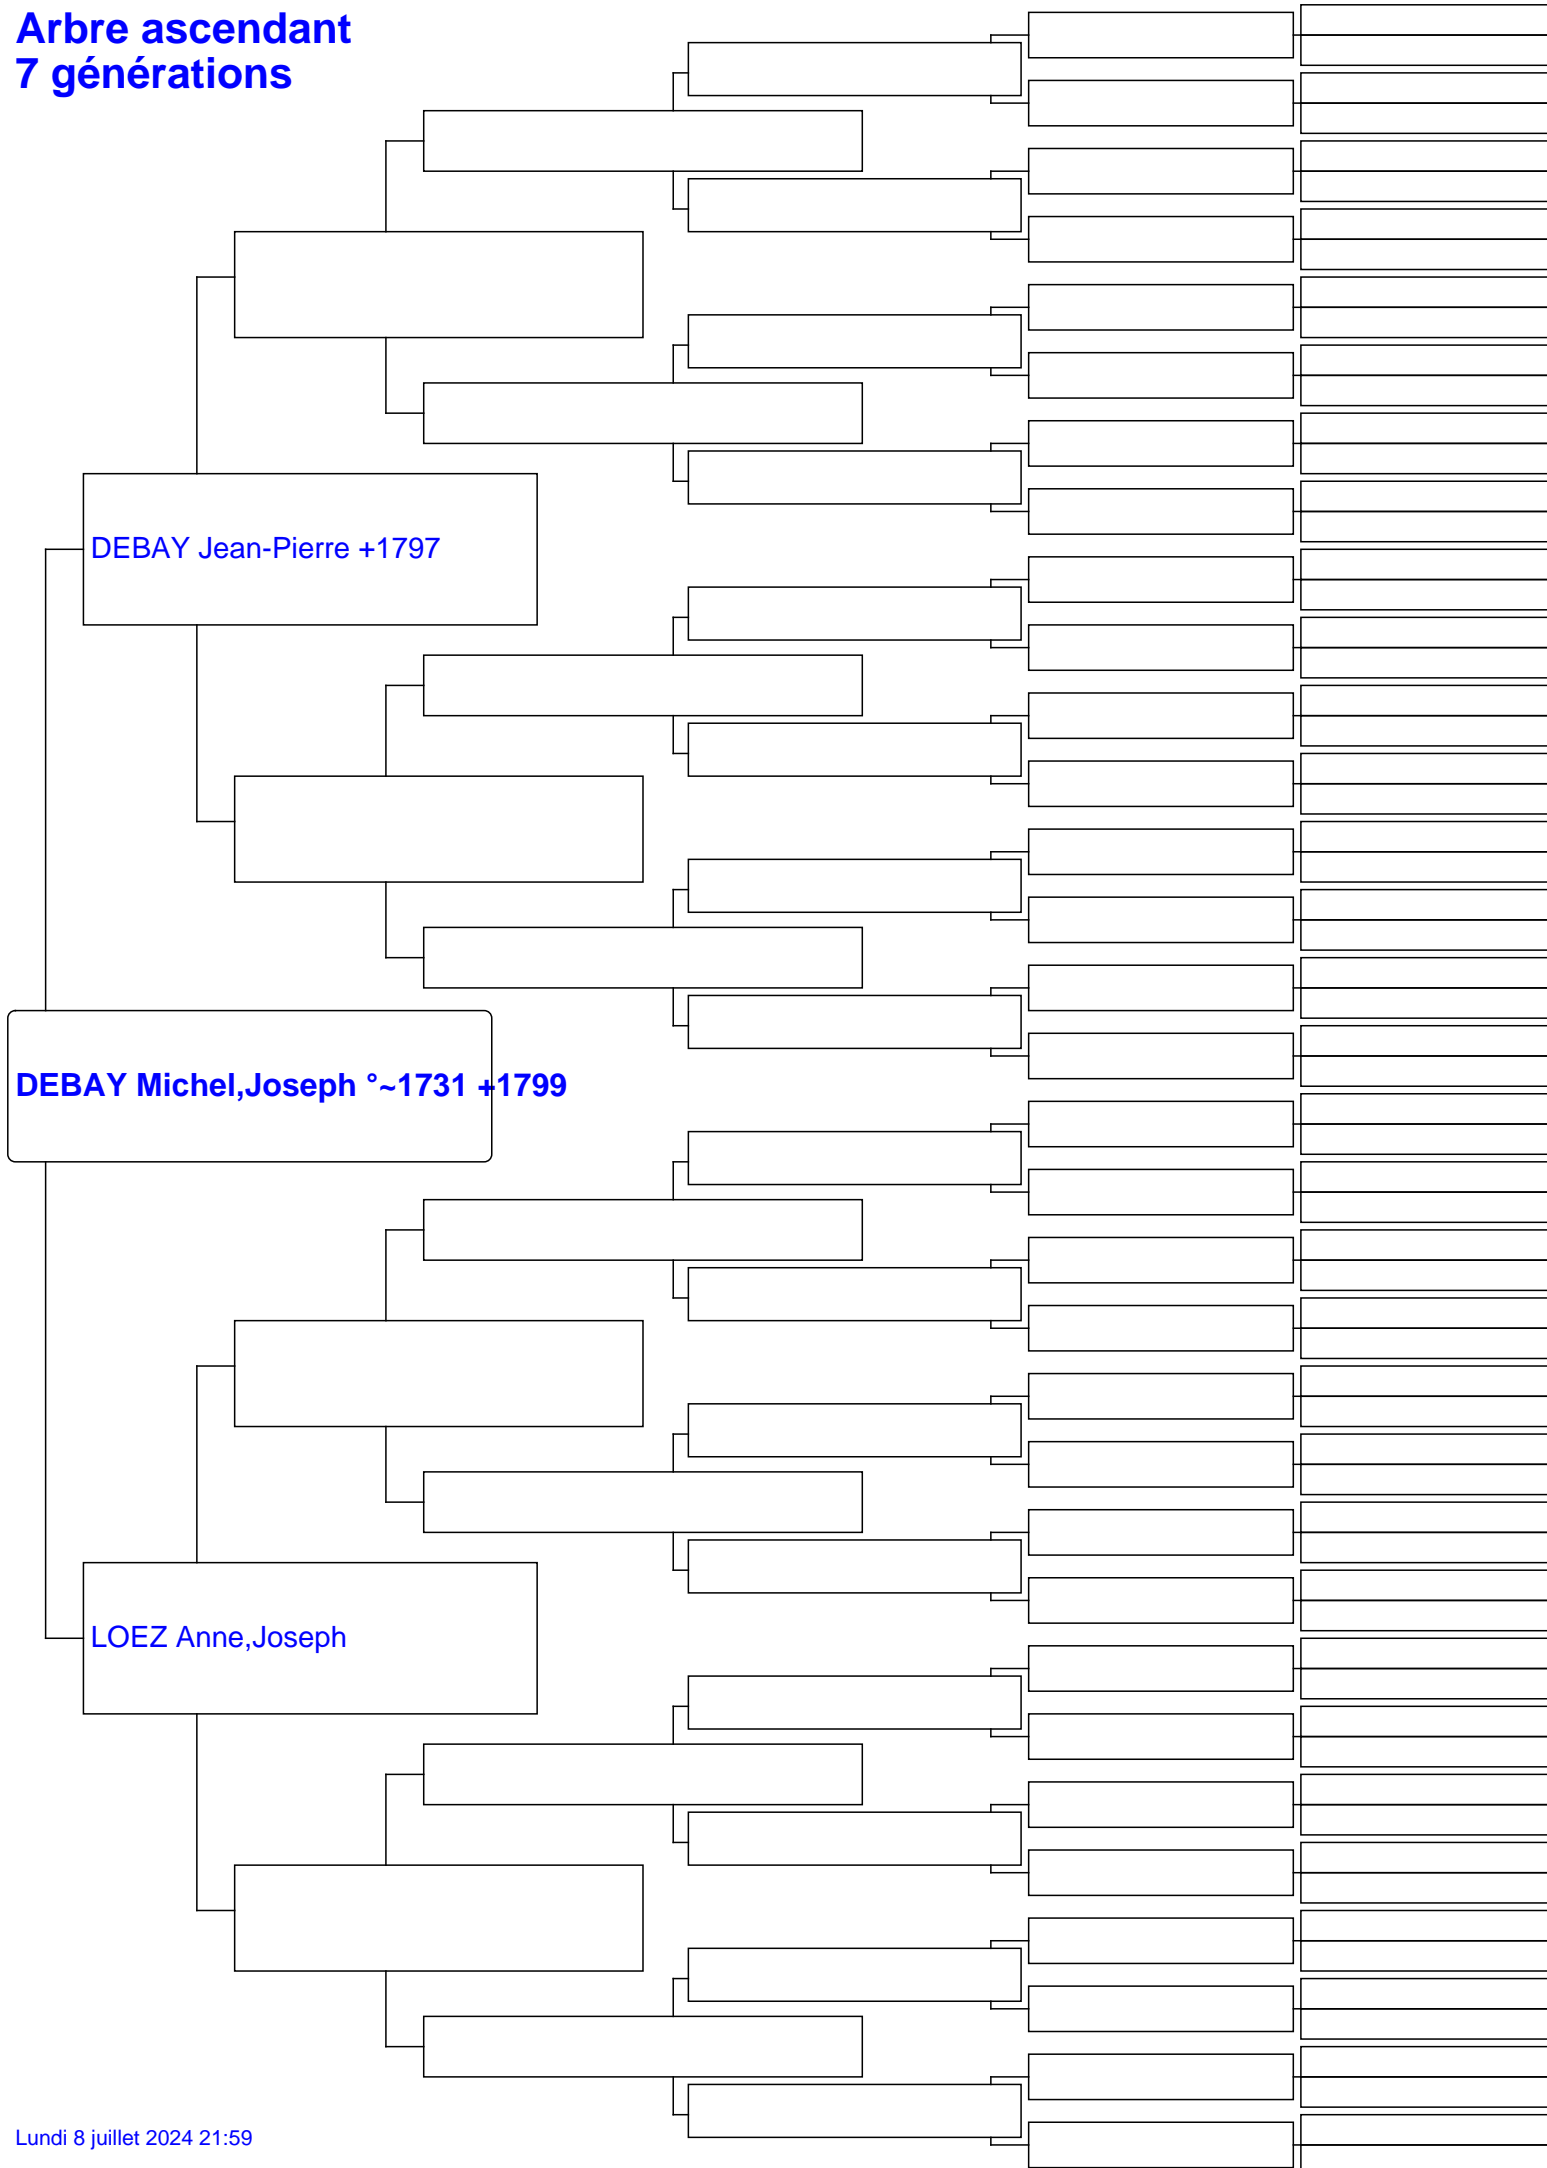 Arbre ascendant
7 générations
DEBAY Jean-Pierre +1797
DEBAY Michel,Joseph °~1731 +1799
LOEZ Anne,Joseph
Lundi 8 juillet 2024 21:59